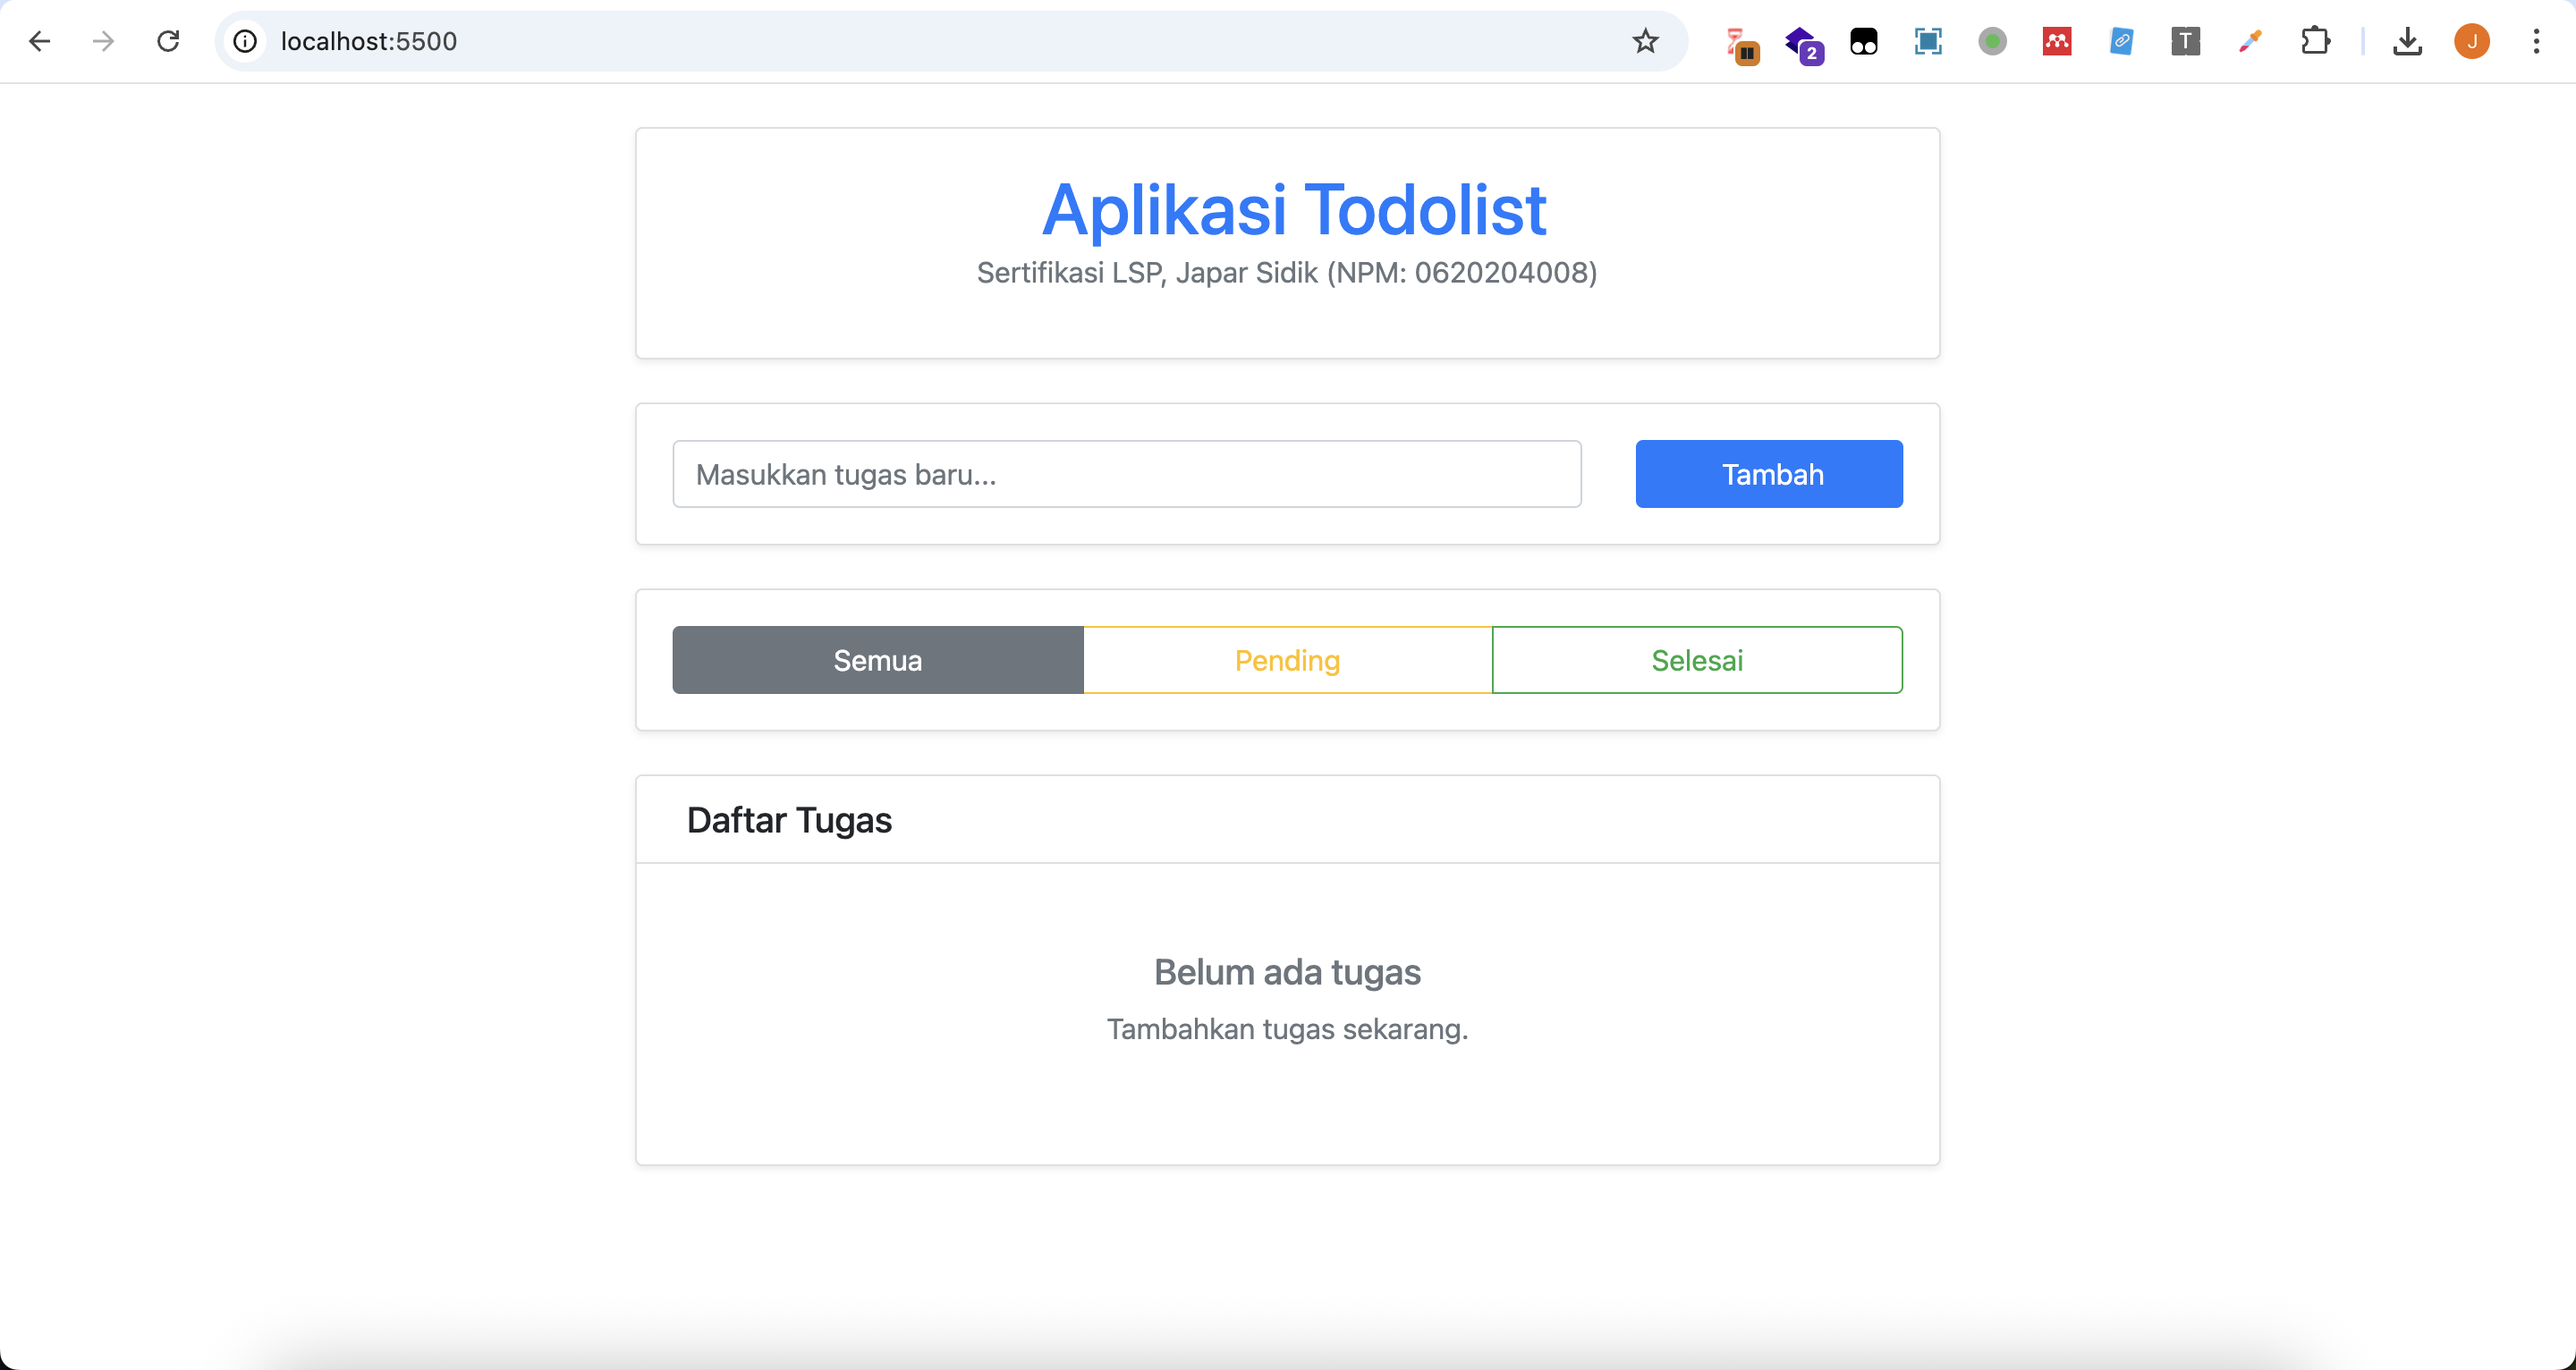 localhost:5500
2
T
J
Aplikasi Todolist
Sertifikasi LSP, Japar Sidik (NPM: 0620204008)
Masukkan tugas baru...
Tambah
Semua
Pending
Selesai
Daftar Tugas
Belum ada tugas
Tambahkan tugas sekarang.